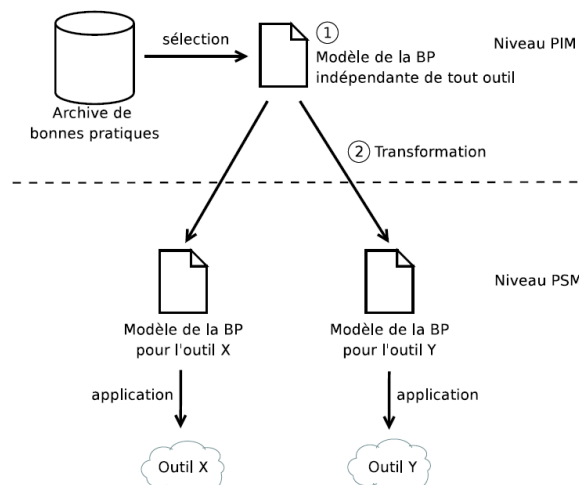 sélection
1
Modèle de la BP
indépendante de tout outil
Niveau PIM
Archive de
bonnes pratiques
2 Transformation
Niveau PSM
Modèle de la BP
pour l'outil X
Modèle de la BP
pour l'outil Y
application
application
Outil X
Outil Y